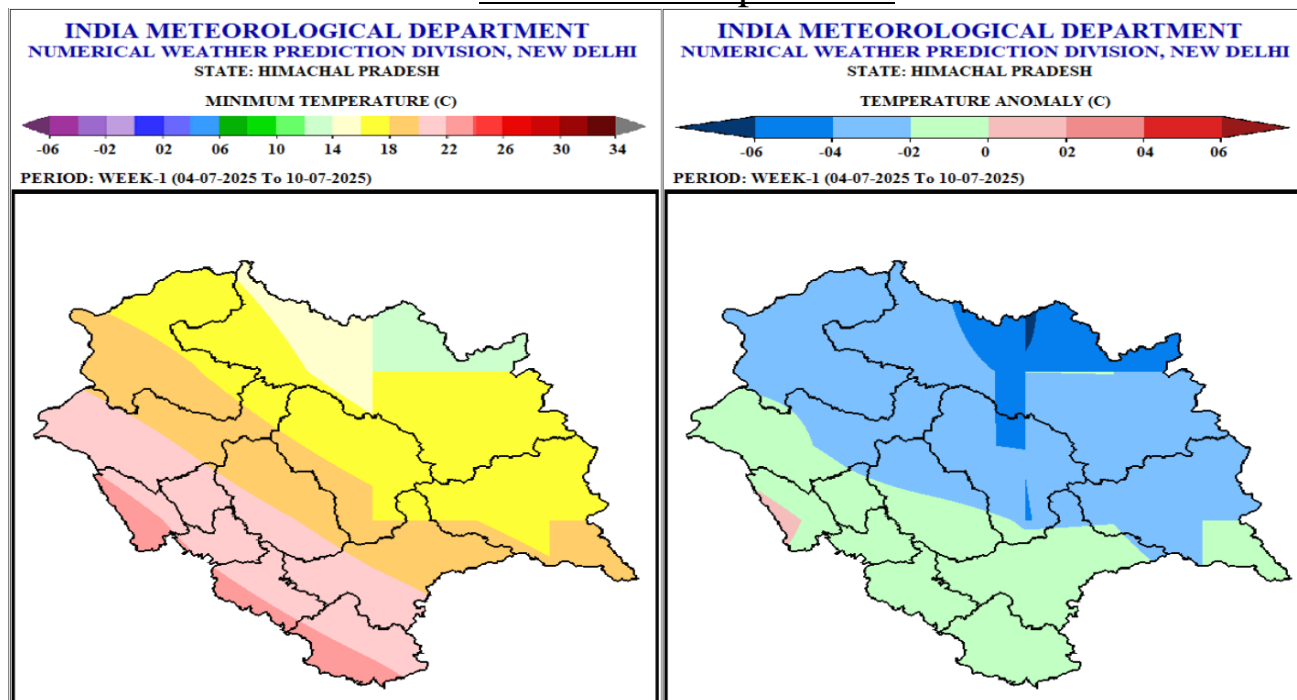 INDIA METEOROLOGICAL DEPARTMENT
NUMERICAL WEATHER PREDICTION DIVISION, NEW DELHI
STATE: HIMACHAL PRADESH
MINIMUM TEMPERATURE (C)
-06 -02 02 06 10 14 18 22 26 30 34
PERIOD: WEEK-1 (04-07-2025 To 10-07-2025)
INDIA METEOROLOGICAL DEPARTMENT
NUMERICAL WEATHER PREDICTION DIVISION, NEW DELHI
STATE: HIMACHAL PRADESH
TEMPERATURE ANOMALY (C)
-06 -04 -02 0 02 04 06
PERIOD: WEEK-1 (04-07-2025 To 10-07-2025)